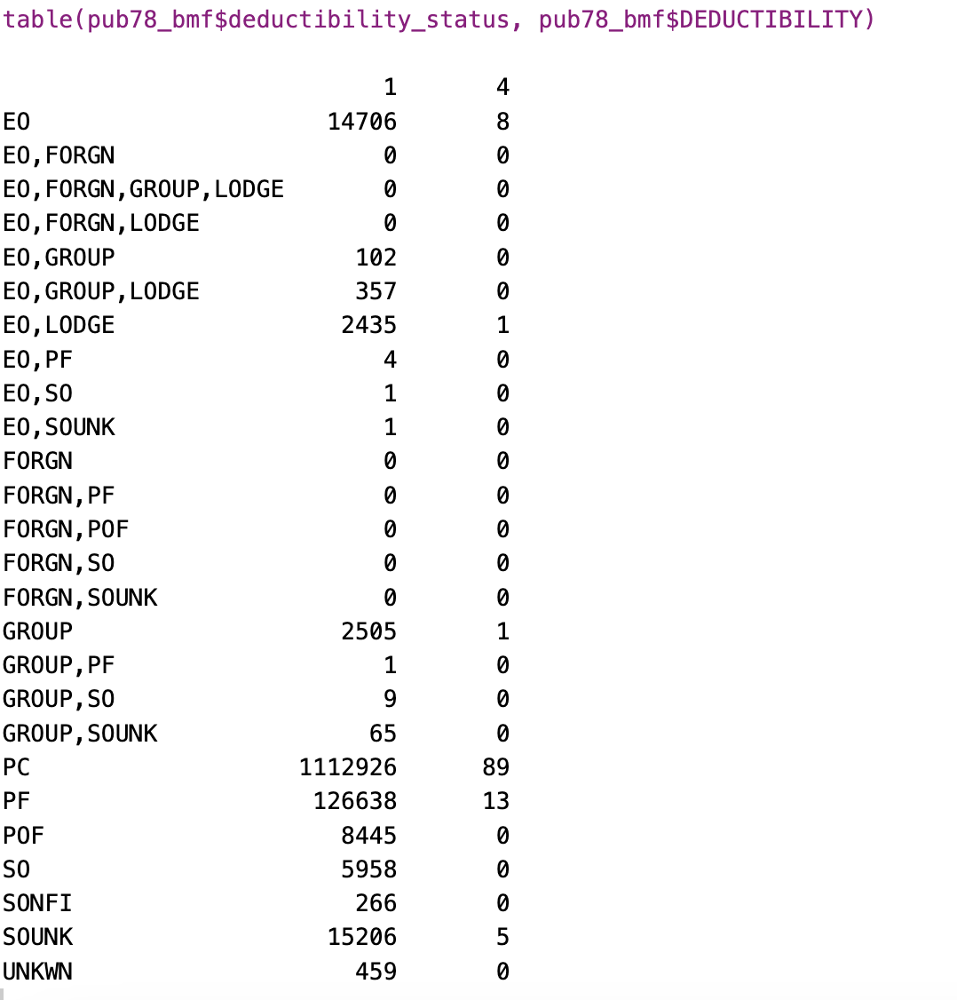 table(pub78_bmf$deductibility_status, pub78_bmf$DEDUCTIBILITY)
1 4
EO 14706 8
EO,FORGN 0 0
EO,FORGN,GROUP,LODGE 0 0
EO,FORGN,LODGE 0 0
EO,GROUP 102 0
EO,GROUP,LODGE 357 0
EO,LODGE 2435 1
EO,PF 4 0
EO,SO 1 0
EO,SOUNK 1 0
FORGN 0 0
FORGN,PF 0 0
FORGN,POF 0 0
FORGN,SO 0 0
FORGN,SOUNK 0 0
GROUP 2505 1
GROUP,PF 1 0
GROUP,SO 9 0
GROUP,SOUNK 65 0
PC 1112926 89
PF 126638 13
POF 8445 0
SO 5958 0
SONFI 266 0
SOUNK 15206 5
UNKWN 459 0